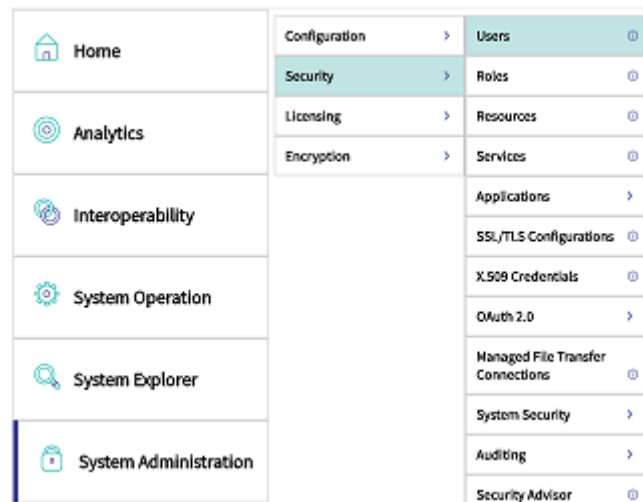 Home
Analytics
Interoperability
System Operation
System Explorer
System Administration
Configuration
Security
Licensing
Encryption
Users
Roles
Resources
Services
Applications
SSL/TLS Configurations
X.509 Credentials
OAuth 2.0
Managed File Transfer
Connections
System Security
Auditing
Security Advisor